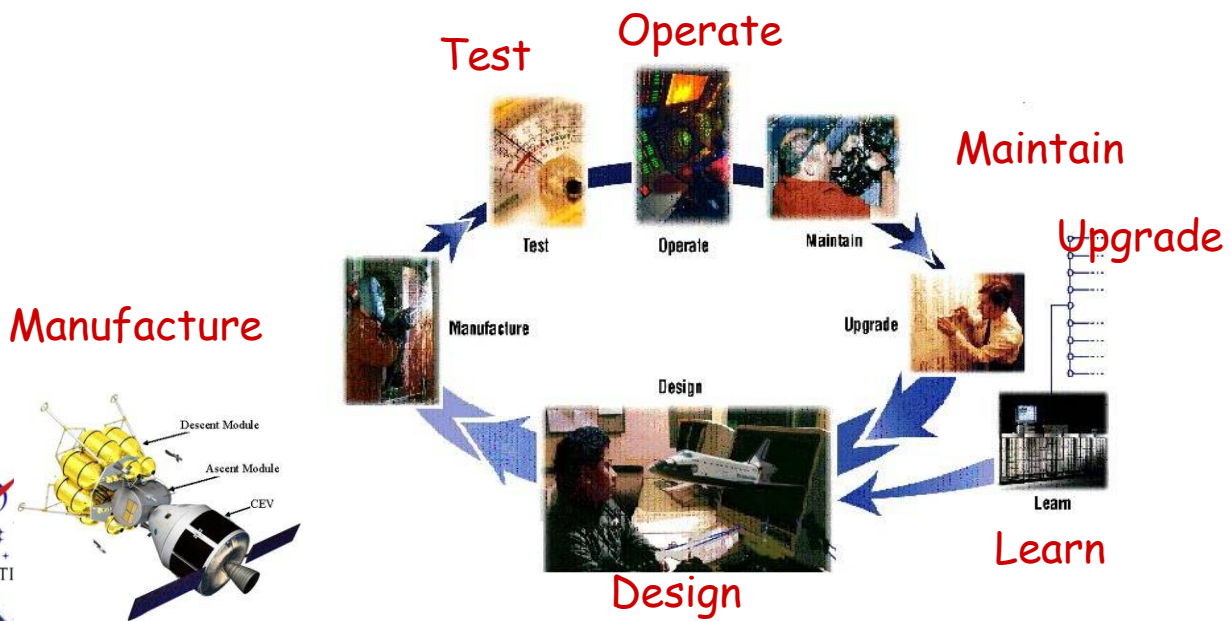 Operate
Test
Maintain
Test
Operate
Maintain
Upgrade
Manufacture
Manufacture
Upgrade
Design
Descent Module
Ascent Module
CEV
TI
Learn
Learn
Design